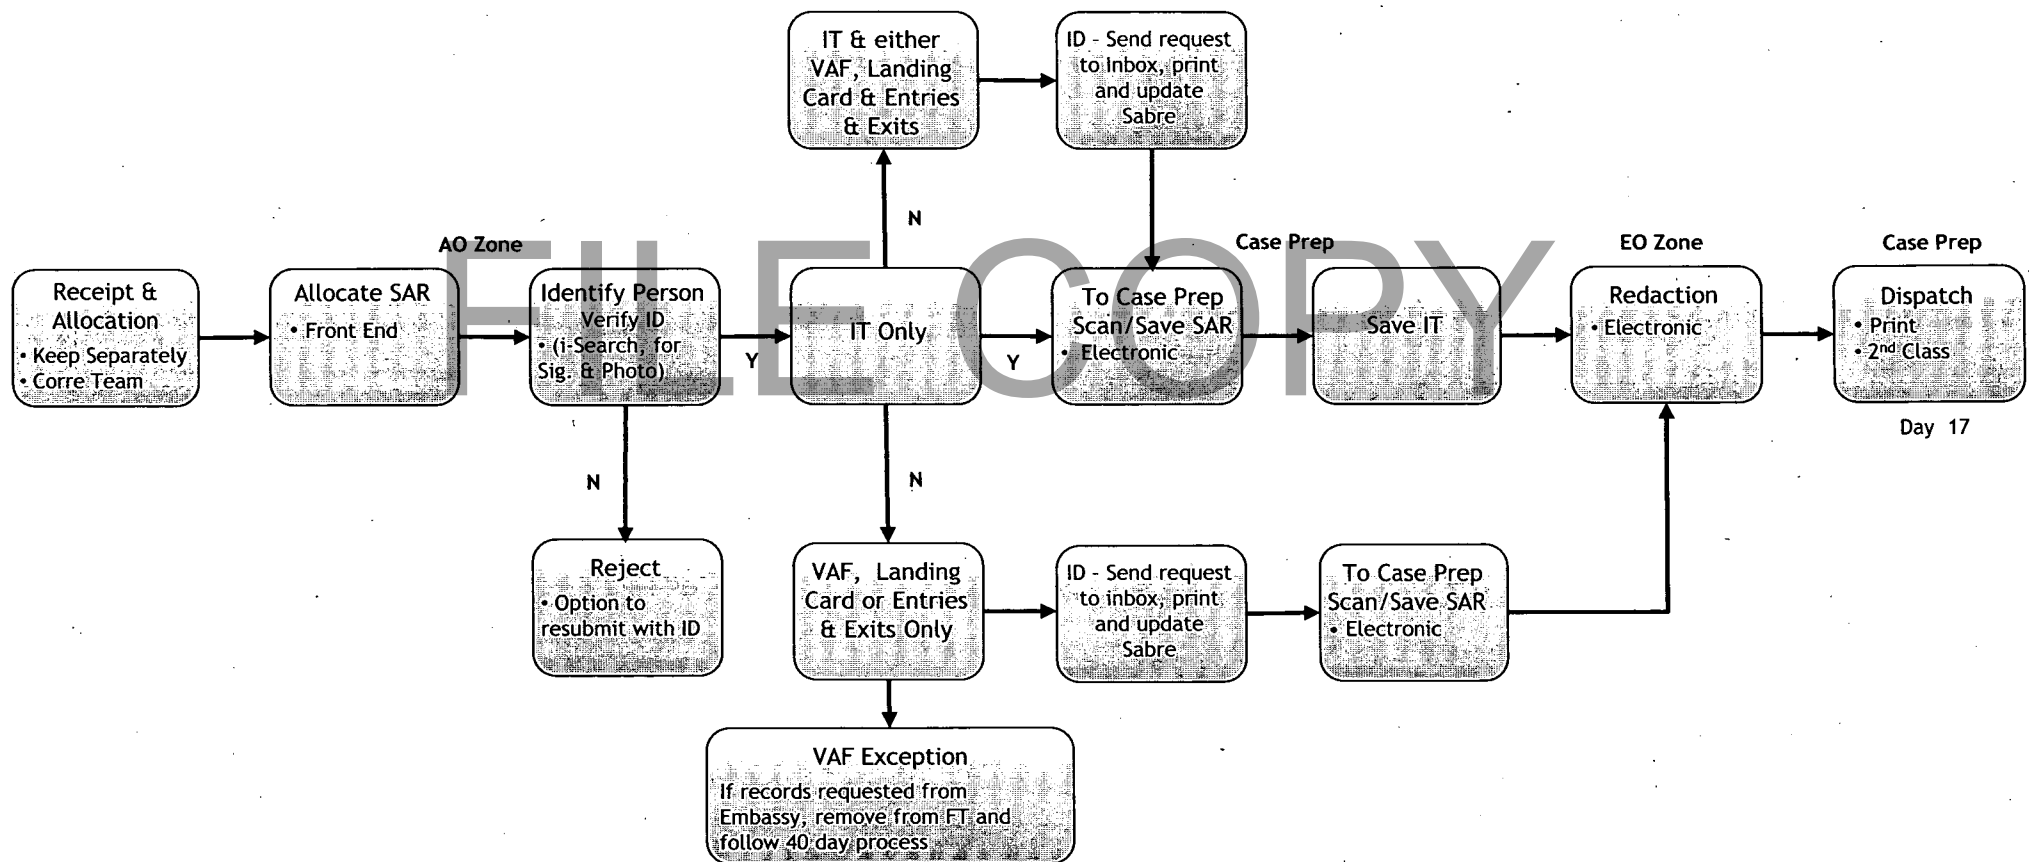 IT & either
VAF, Landing
Card & Entries
& Exits
ID - Send request
to inbox, print
and update
Sabre
N
AO Zone
Case Prep
EO Zone
Case Prep
FILE COPY
Receipt &
Allocation
• Keep Separately
• Corre Team
Allocate SAR
• Front End
Identify Person
Verify ID
• (i-Search, for
Sig. & Photo)
Y
IT Only
Y
To Case Prep
Scan/Save SAR
• Electronic
Save IT
Redaction
• Electronic
Dispatch
• Print
• 2nd Class
Day 17
N
N
Reject
• Option to
resubmit with ID
VAF, Landing
Card or Entries
& Exits Only
ID - Send request
to inbox, print
and update
Sabre
To Case Prep
Scan/Save SAR
• Electronic
VAF Exception
If records requested from
Embassy, remove from FT and
follow 40 day process